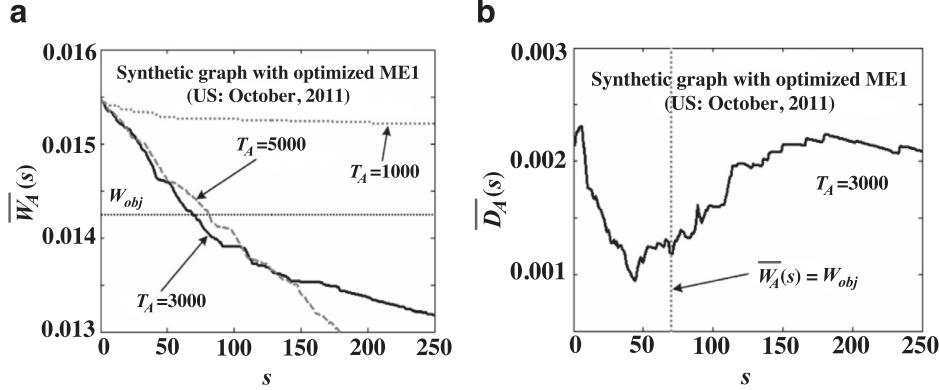 a
0.016
0.015
0.014
0.013
W̅_A(s)
Synthetic graph with optimized ME1
(US: October, 2011)
T_A=5000
T_A=1000
W_obj
T_A=3000
0 50 100 150 200 250
s
b
0.003
0.002
0.001
D̅_A(s)
Synthetic graph with optimized ME1
(US: October, 2011)
T_A=3000
W̅_A(s) = W_obj
0 50 100 150 200 250
s